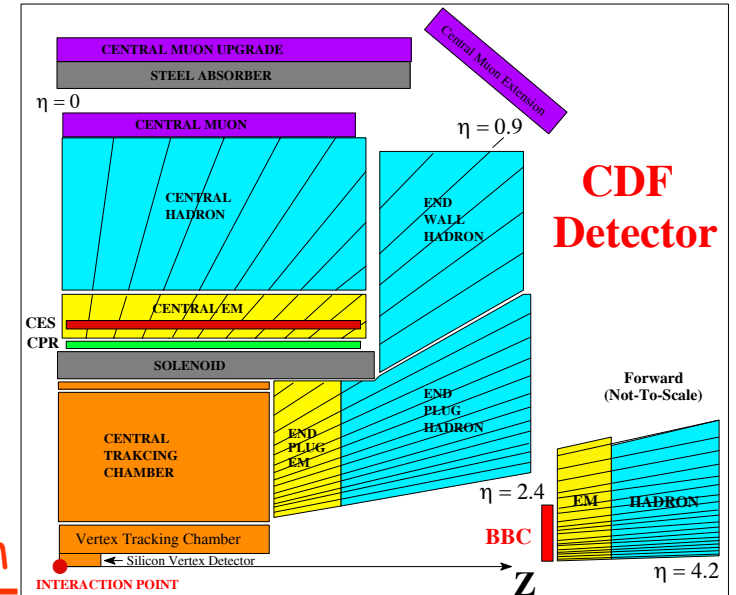 CENTRAL MUON UPGRADE
STEEL ABSORBER
Central Muon Extension
η = 0
CENTRAL MUON
η = 0.9
CENTRAL
HADRON
END
WALL
HADRON
CDF
Detector
CENTRAL EM
CES
CPR
SOLENOID
Forward
(Not-To-Scale)
CENTRAL
TRAKCING
CHAMBER
END
PLUG
EM
END
PLUG
HADRON
η = 2.4
EM
HADRON
BBC
Vertex Tracking Chamber
Silicon Vertex Detector
Z
η = 4.2
INTERACTION POINT